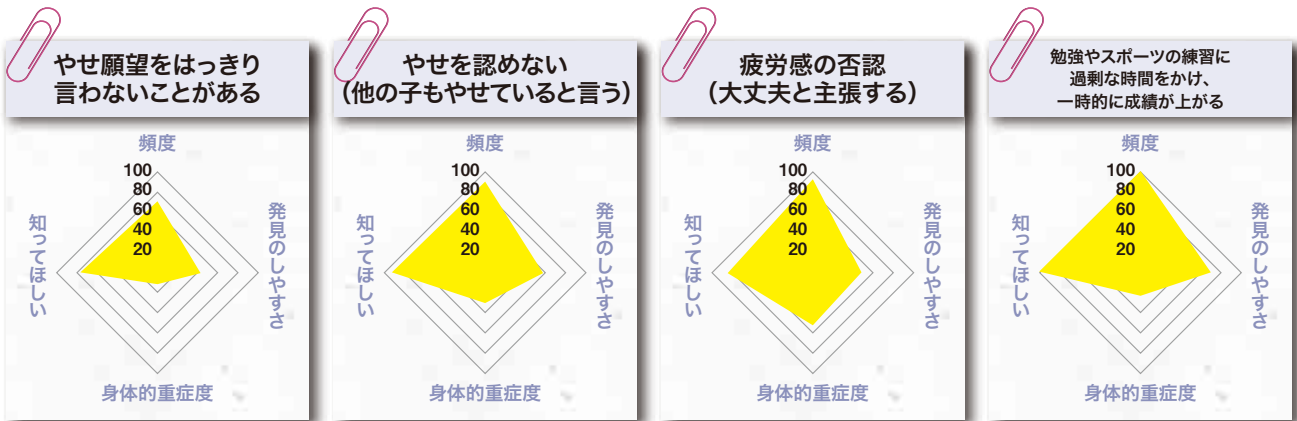 やせ願望をはっきり
言わないことがある
頻度
100
80
60
40
20
知ってほしい
発見のしやすさ
身体的重症度
やせを認めない
（他の子もやせていると言う）
頻度
100
80
60
40
20
知ってほしい
発見のしやすさ
身体的重症度
疲労感の否認
（大丈夫と主張する）
頻度
100
80
60
40
20
知ってほしい
発見のしやすさ
身体的重症度
勉強やスポーツの練習に
過剰な時間をかけ、
一時的に成績が上がる
頻度
100
80
60
40
20
知ってほしい
発見のしやすさ
身体的重症度